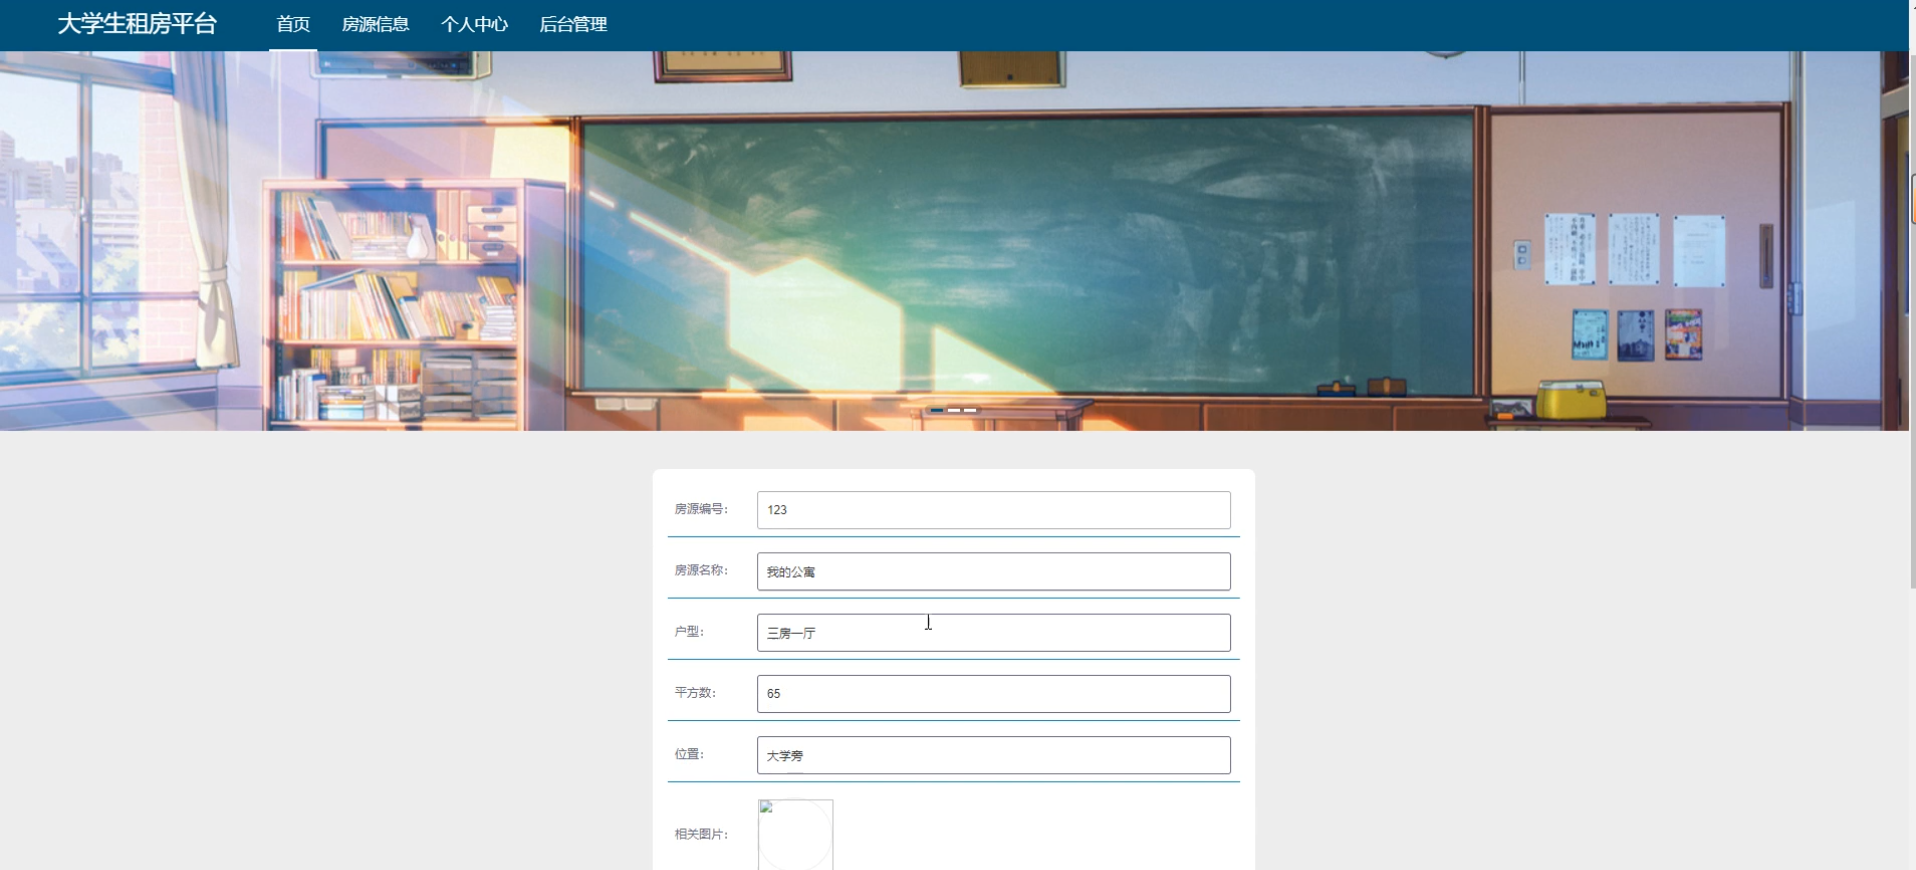 大学生租房平台 首页 房源信息 个人中心 后台管理
房源编号： 123
房源名称： 我的公寓
户型： 三房一厅
平方数： 65
位置： 大学旁
相关图片：